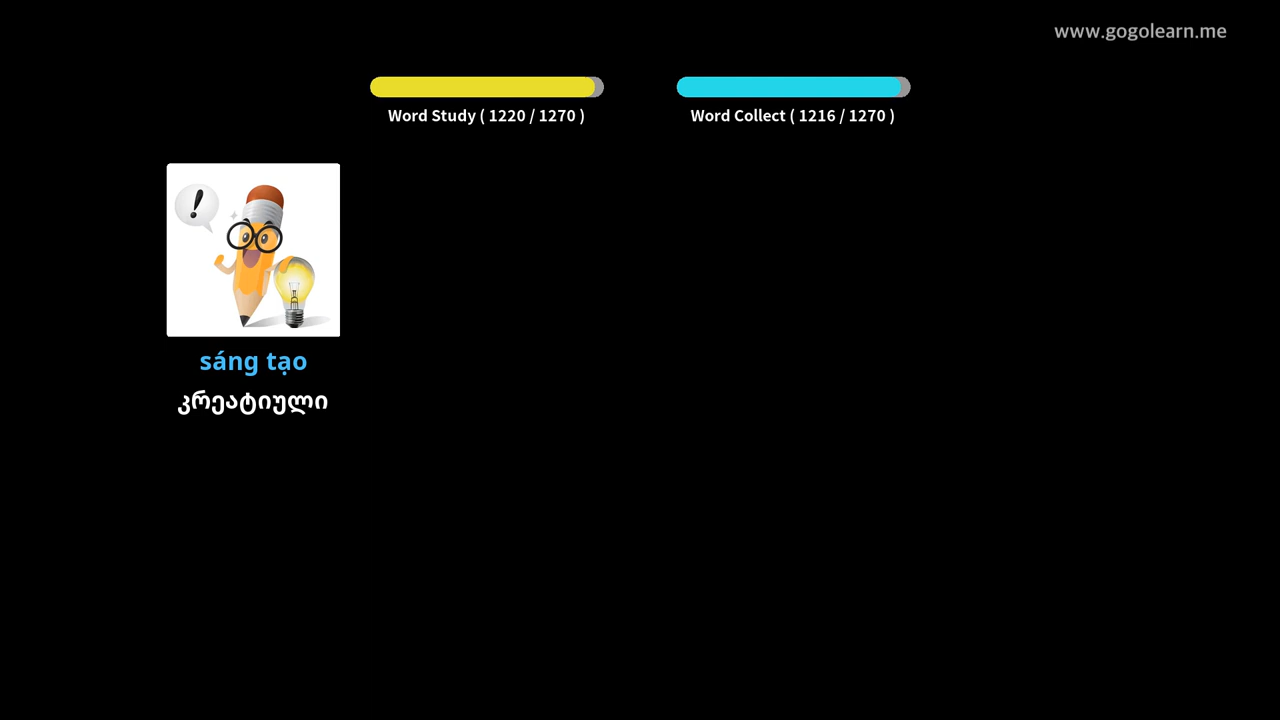 www.gogolearn.me
Word Study ( 1220 / 1270 )
Word Collect ( 1216 / 1270 )
!
sáng tạo
კრეატიული